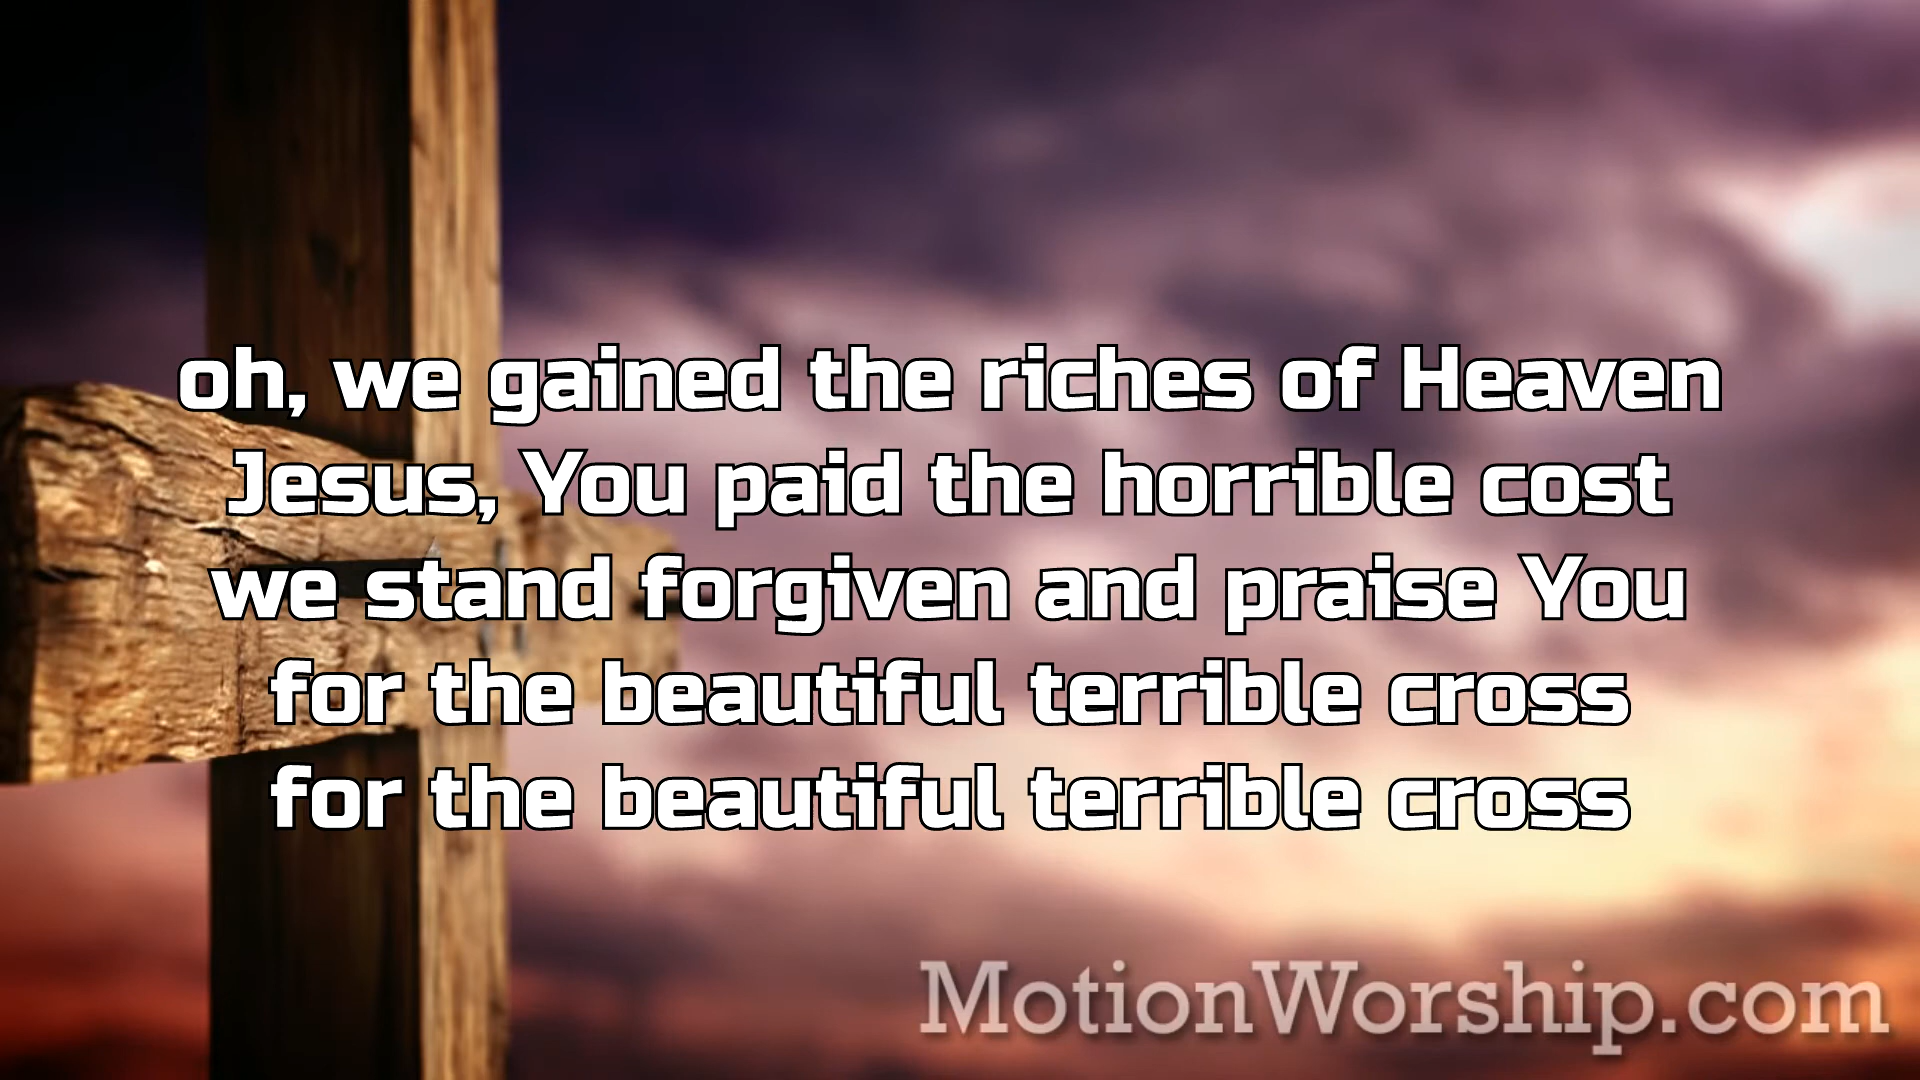 oh, we gained the riches of Heaven
Jesus, You paid the horrible cost
we stand forgiven and praise You
for the beautiful terrible cross
for the beautiful terrible cross
MotionWorship.com